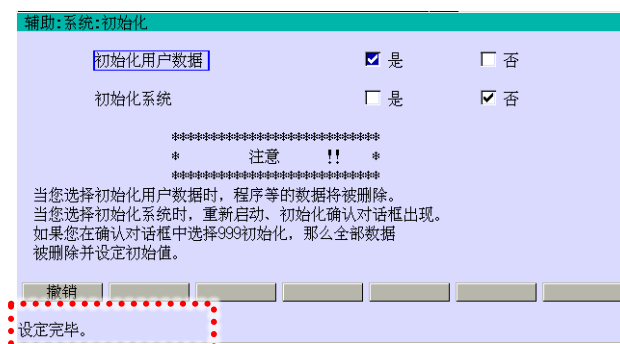 辅助:系统:初始化
初始化用户数据 是 否
初始化系统 是 否
***************************
* 注意 !! *
***************************
当您选择初始化用户数据时，程序等的数据将被删除。
当您选择初始化系统时，重新启动、初始化确认对话框出现。
如果您在确认对话框中选择999初始化，那么全部数据
被删除并设定初始值。
撤销
设定完毕。